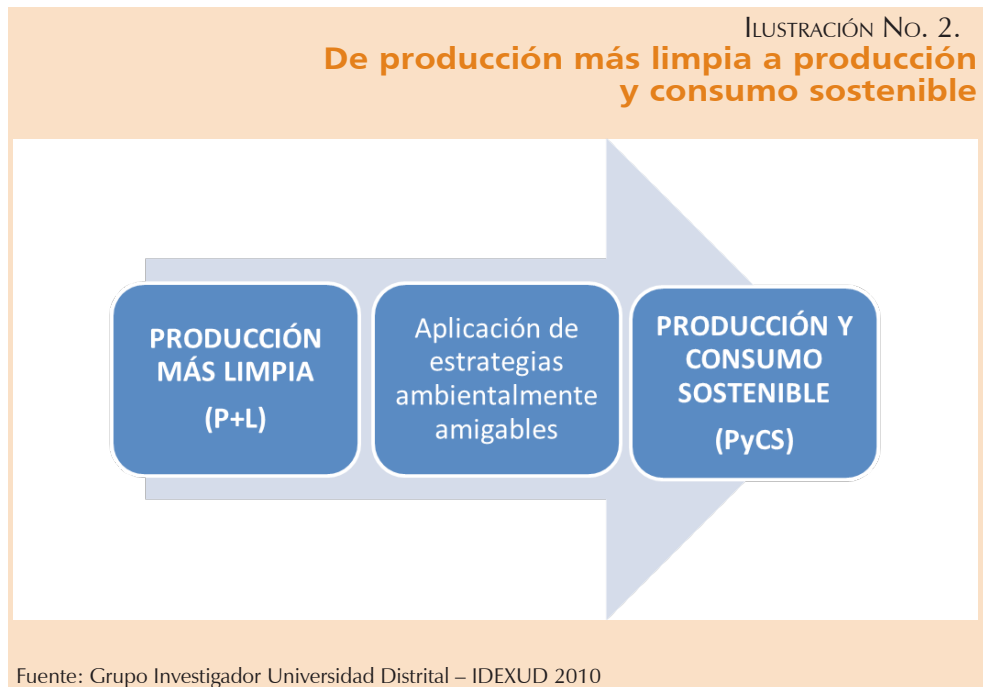 ILUSTRACIÓN NO. 2.
De producción más limpia a producción
y consumo sostenible
PRODUCCIÓN
MÁS LIMPIA
(P+L)
Aplicación de
estrategias
ambientalmente
amigables
PRODUCCIÓN Y
CONSUMO
SOSTENIBLE
(PyCS)
Fuente: Grupo Investigador Universidad Distrital – IDEXUD 2010